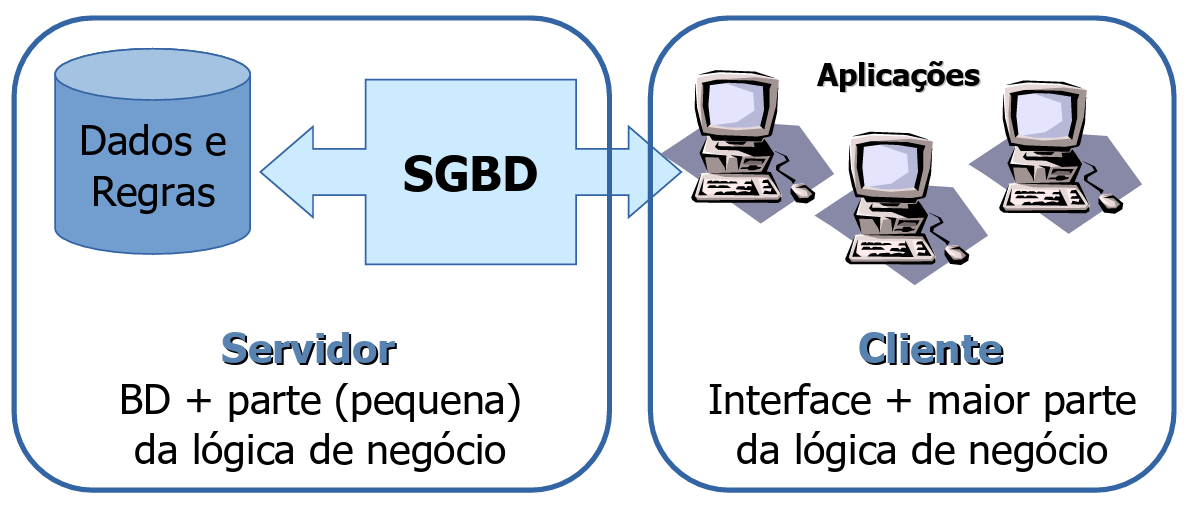 Dados e
Regras
SGBD
Servidor
BD + parte (pequena)
da lógica de negócio
Aplicações
Cliente
Interface + maior parte
da lógica de negócio